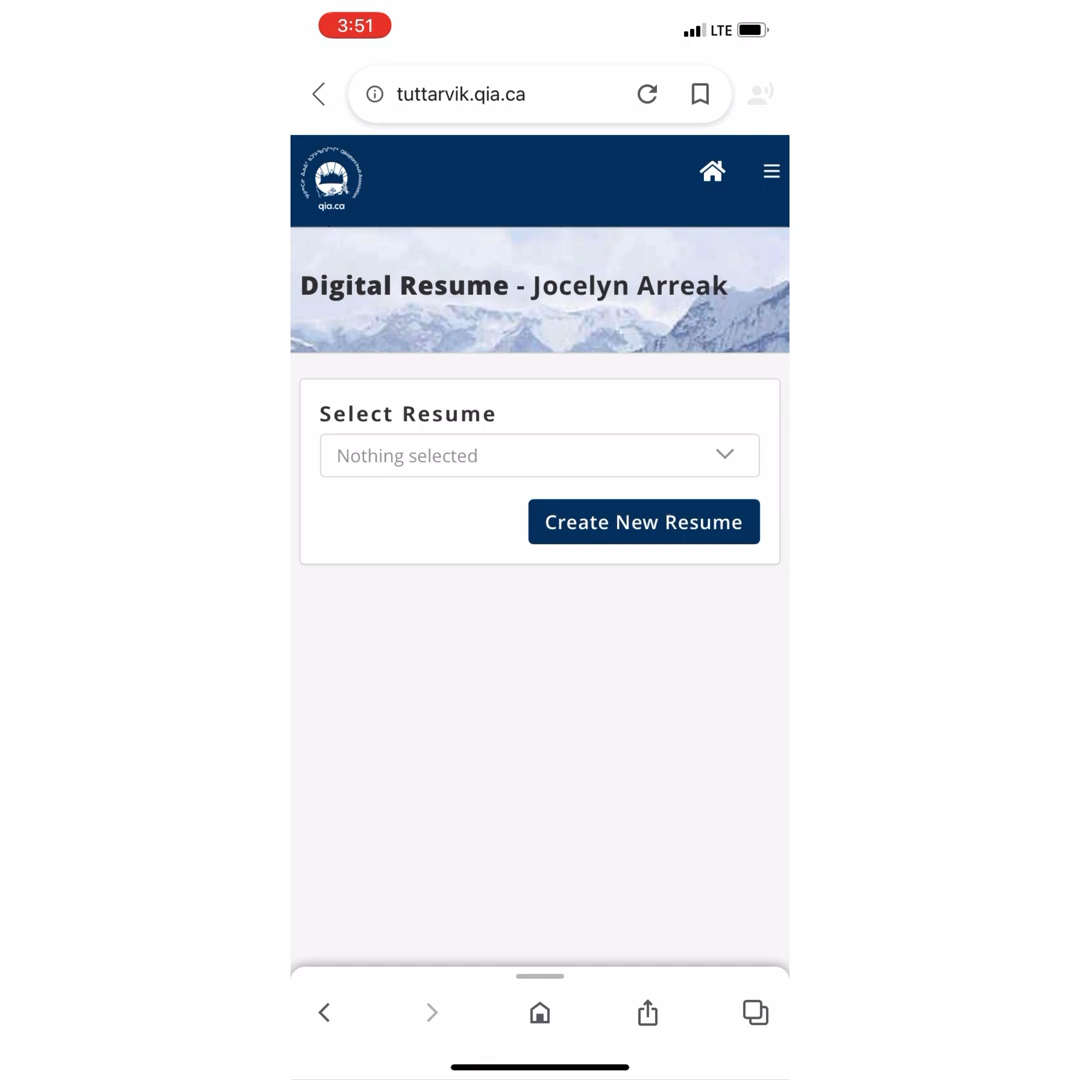 3:51
LTE
tuttarvik.qia.ca
qia.ca
Digital Resume - Jocelyn Arreak
Select Resume
Nothing selected
Create New Resume